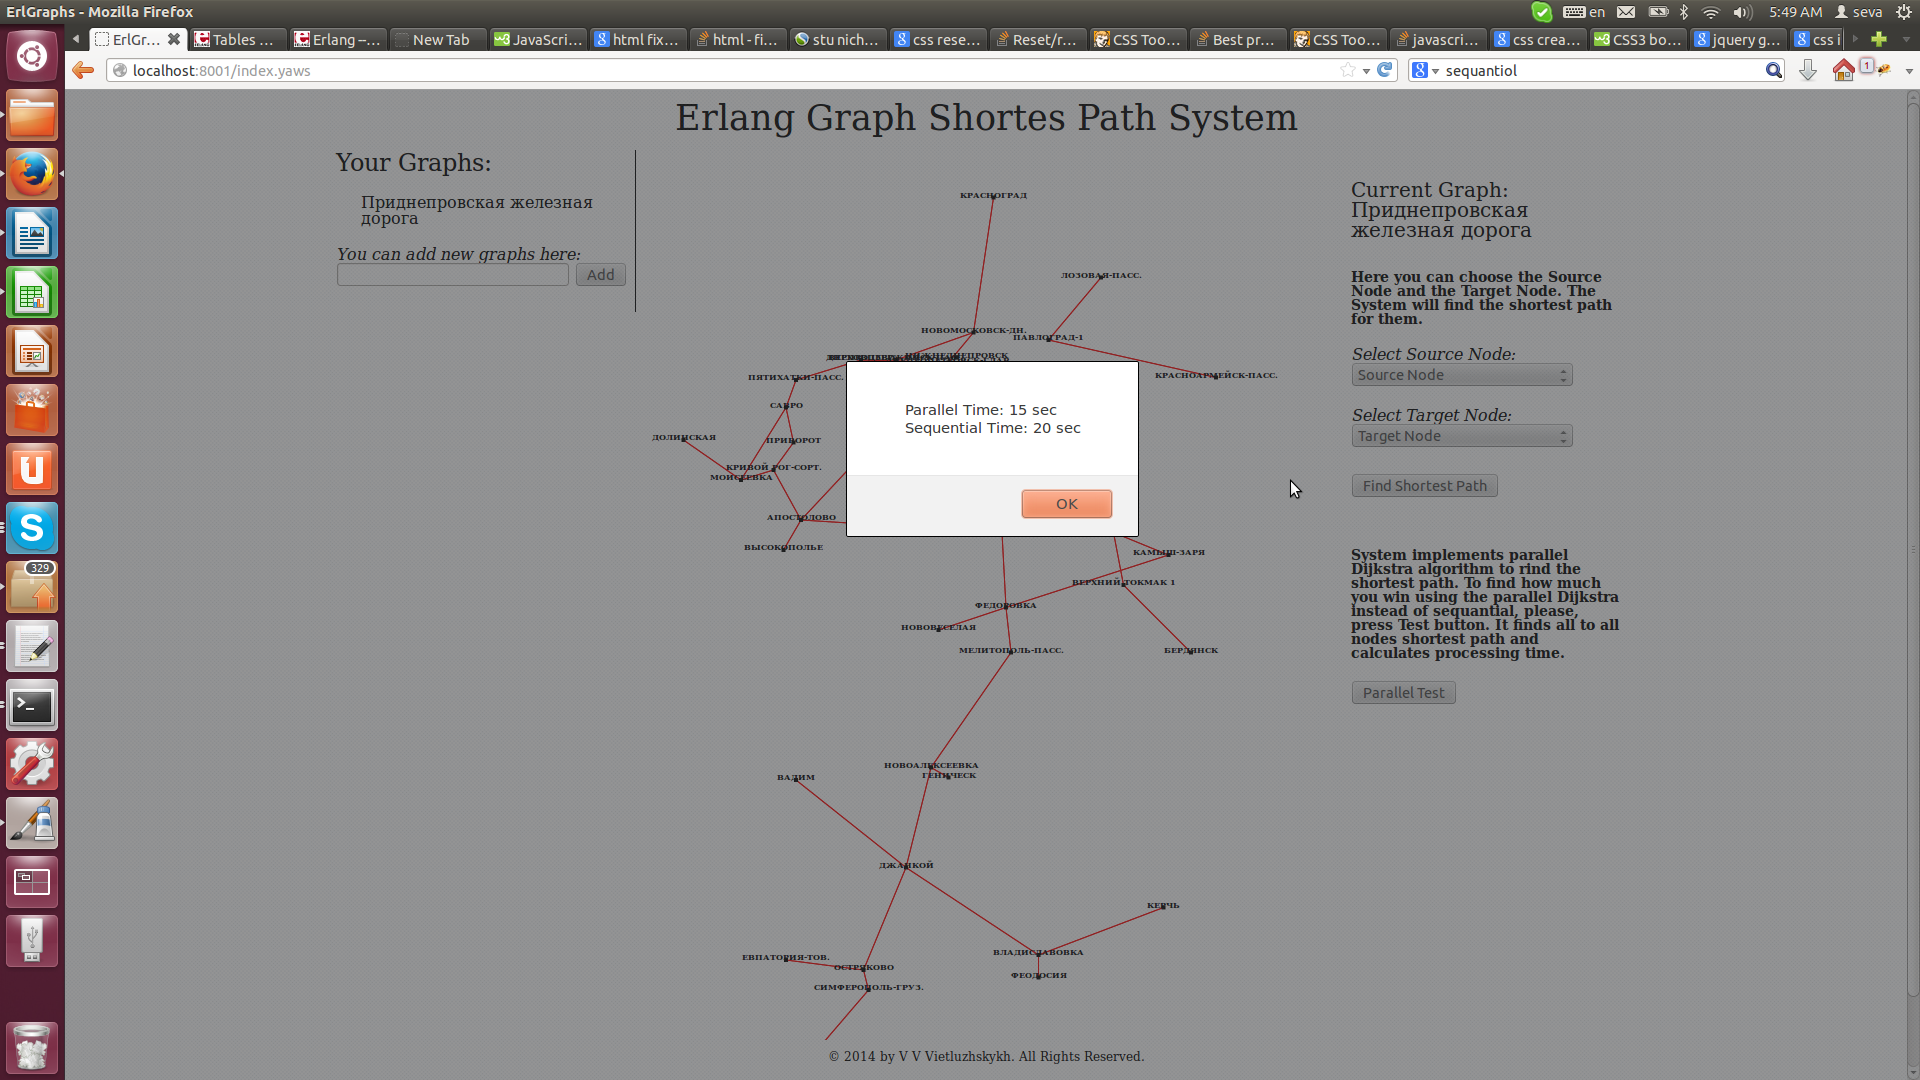 ErlGraphs - Mozilla Firefox
en
5:49 AM
seva
ErlGr...
Tables ...
Erlang –...
New Tab
JavaScri...
html fix...
html - fi...
stu nich...
css rese...
Reset/r...
CSS Too...
Best pr...
CSS Too...
javascri...
css crea...
CSS3 bo...
jquery g...
css i
localhost:8001/index.yaws
sequantiol
1
329
Erlang Graph Shortes Path System
Your Graphs:
Приднепровская железная
дорога
You can add new graphs here:
Add
КРАСНОГРАД
ЛОЗОВАЯ-ПАСС.
НОВОМОСКОВСК-ДН.
ПАВЛОГРАД-1
НИЖНЕДНЕПРОВСК
ПЯТИХАТКИ-ПАСС.
КРАСНОАРМЕЙСК-ПАСС.
САВРО
ДОЛИНСКАЯ
ПРИВОРОТ
КРИВОЙ РОГ-СОРТ.
МОИСЕЕВКА
АПОСТОЛОВО
ВЫСОКОПОЛЬЕ
Parallel Time: 15 sec
Sequential Time: 20 sec
OK
КАМЫШ-ЗАРЯ
ВЕРХНИЙ ТОКМАК 1
ФЕДОРОВКА
НОВОВЕСЕЛАЯ
МЕЛИТОПОЛЬ-ПАСС.
БЕРДЯНСК
НОВОАЛЕКСЕЕВКА
ГЕНИЧЕСК
ВАДИМ
ДЖАНКОЙ
КЕРЧЬ
ВЛАДИСЛАВОВКА
ЕВПАТОРИЯ-ТОВ.
ОСТРЯКОВО
ФЕОДОСИЯ
СИМФЕРОПОЛЬ-ГРУЗ.
Current Graph:
Приднепровская
железная дорога
Here you can choose the Source
Node and the Target Node. The
System will find the shortest path
for them.
Select Source Node:
Source Node
Select Target Node:
Target Node
Find Shortest Path
System implements parallel
Dijkstra algorithm to rind the
shortest path. To find how much
you win using the parallel Dijkstra
instead of sequantial, please,
press Test button. It finds all to all
nodes shortest path and
calculates processing time.
Parallel Test
© 2014 by V V Vietluzhskykh. All Rights Reserved.